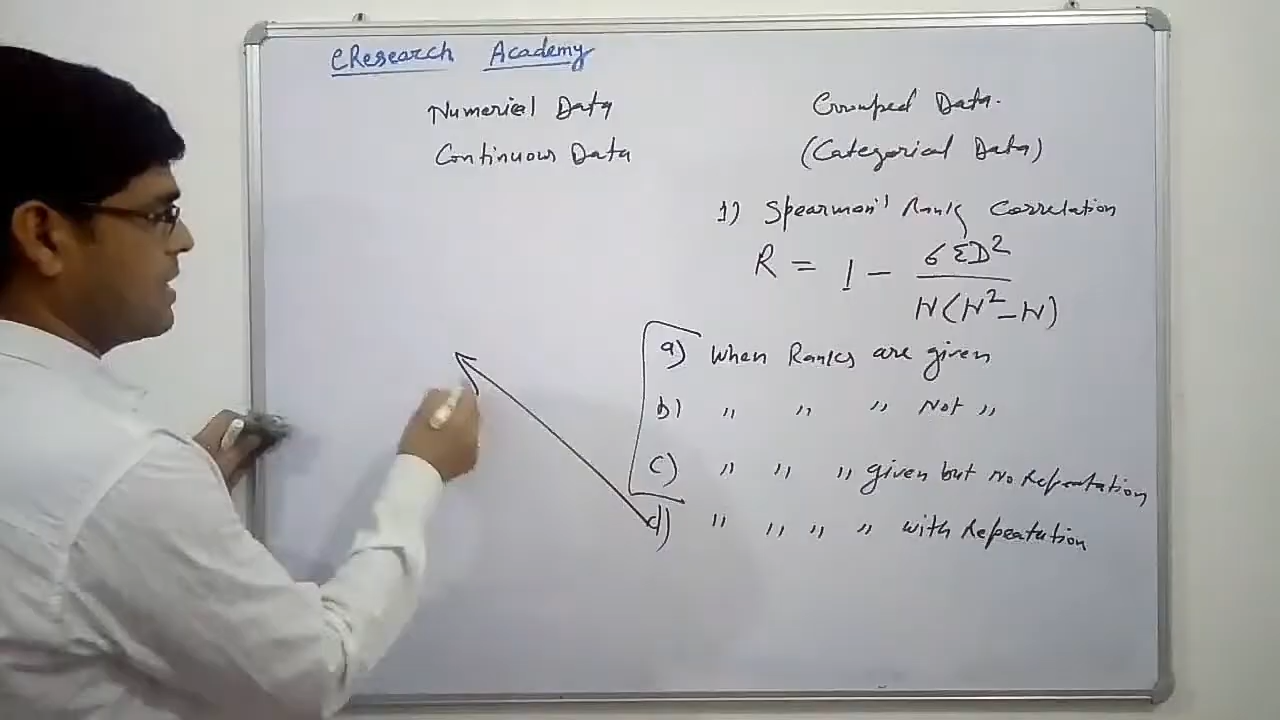 eResearch Academy
Numerical Data
Continuous Data
Grouped Data.
(Categorical Data)
1) Spearman' Rank Correlation
R = 1 - 6ΣD²/N(N²-N)
a) When Ranks are given
b) " " " Not "
c) " " " given but No Repeatation
d) " " " " with Repeatation